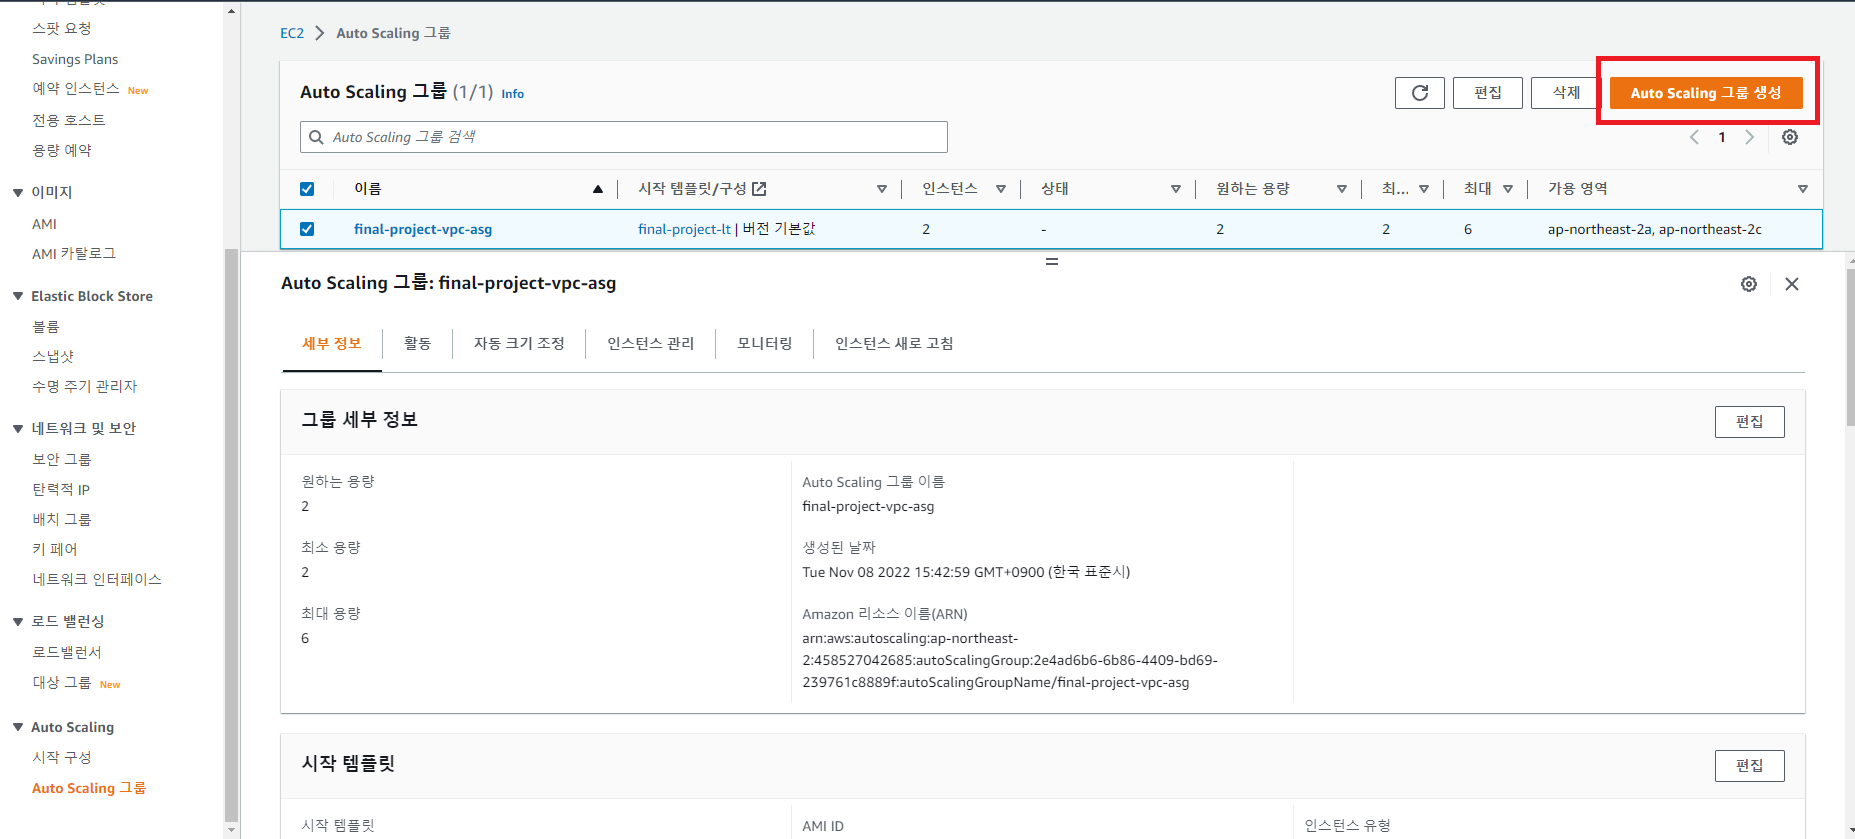 스팟 요청
Savings Plans
예약 인스턴스 New
전용 호스트
용량 예약
이미지
AMI
AMI 카탈로그
Elastic Block Store
볼륨
스냅샷
수명 주기 관리자
네트워크 및 보안
보안 그룹
탄력적 IP
배치 그룹
키 페어
네트워크 인터페이스
로드 밸런싱
로드밸런서
대상 그룹 New
Auto Scaling
시작 구성
Auto Scaling 그룹
EC2 > Auto Scaling 그룹
Auto Scaling 그룹 (1/1) Info
편집
삭제
Auto Scaling 그룹 생성
Auto Scaling 그룹 검색
1
이름 시작 템플릿/구성 인스턴스 상태 원하는 용량 최... 최대 가용 영역
final-project-vpc-asg final-project-lt | 버전 기본값 2 - 2 2 6 ap-northeast-2a, ap-northeast-2c
Auto Scaling 그룹: final-project-vpc-asg
세부 정보 활동 자동 크기 조정 인스턴스 관리 모니터링 인스턴스 새로 고침
그룹 세부 정보
편집
원하는 용량
2
최소 용량
2
최대 용량
6
Auto Scaling 그룹 이름
final-project-vpc-asg
생성된 날짜
Tue Nov 08 2022 15:42:59 GMT+0900 (한국 표준시)
Amazon 리소스 이름(ARN)
arn:aws:autoscaling:ap-northeast-
2:458527042685:autoScalingGroup:2e4ad6b6-6b86-4409-bd69-
239761c8889f:autoScalingGroupName/final-project-vpc-asg
시작 템플릿
편집
시작 템플릿
AMI ID
인스턴스 유형